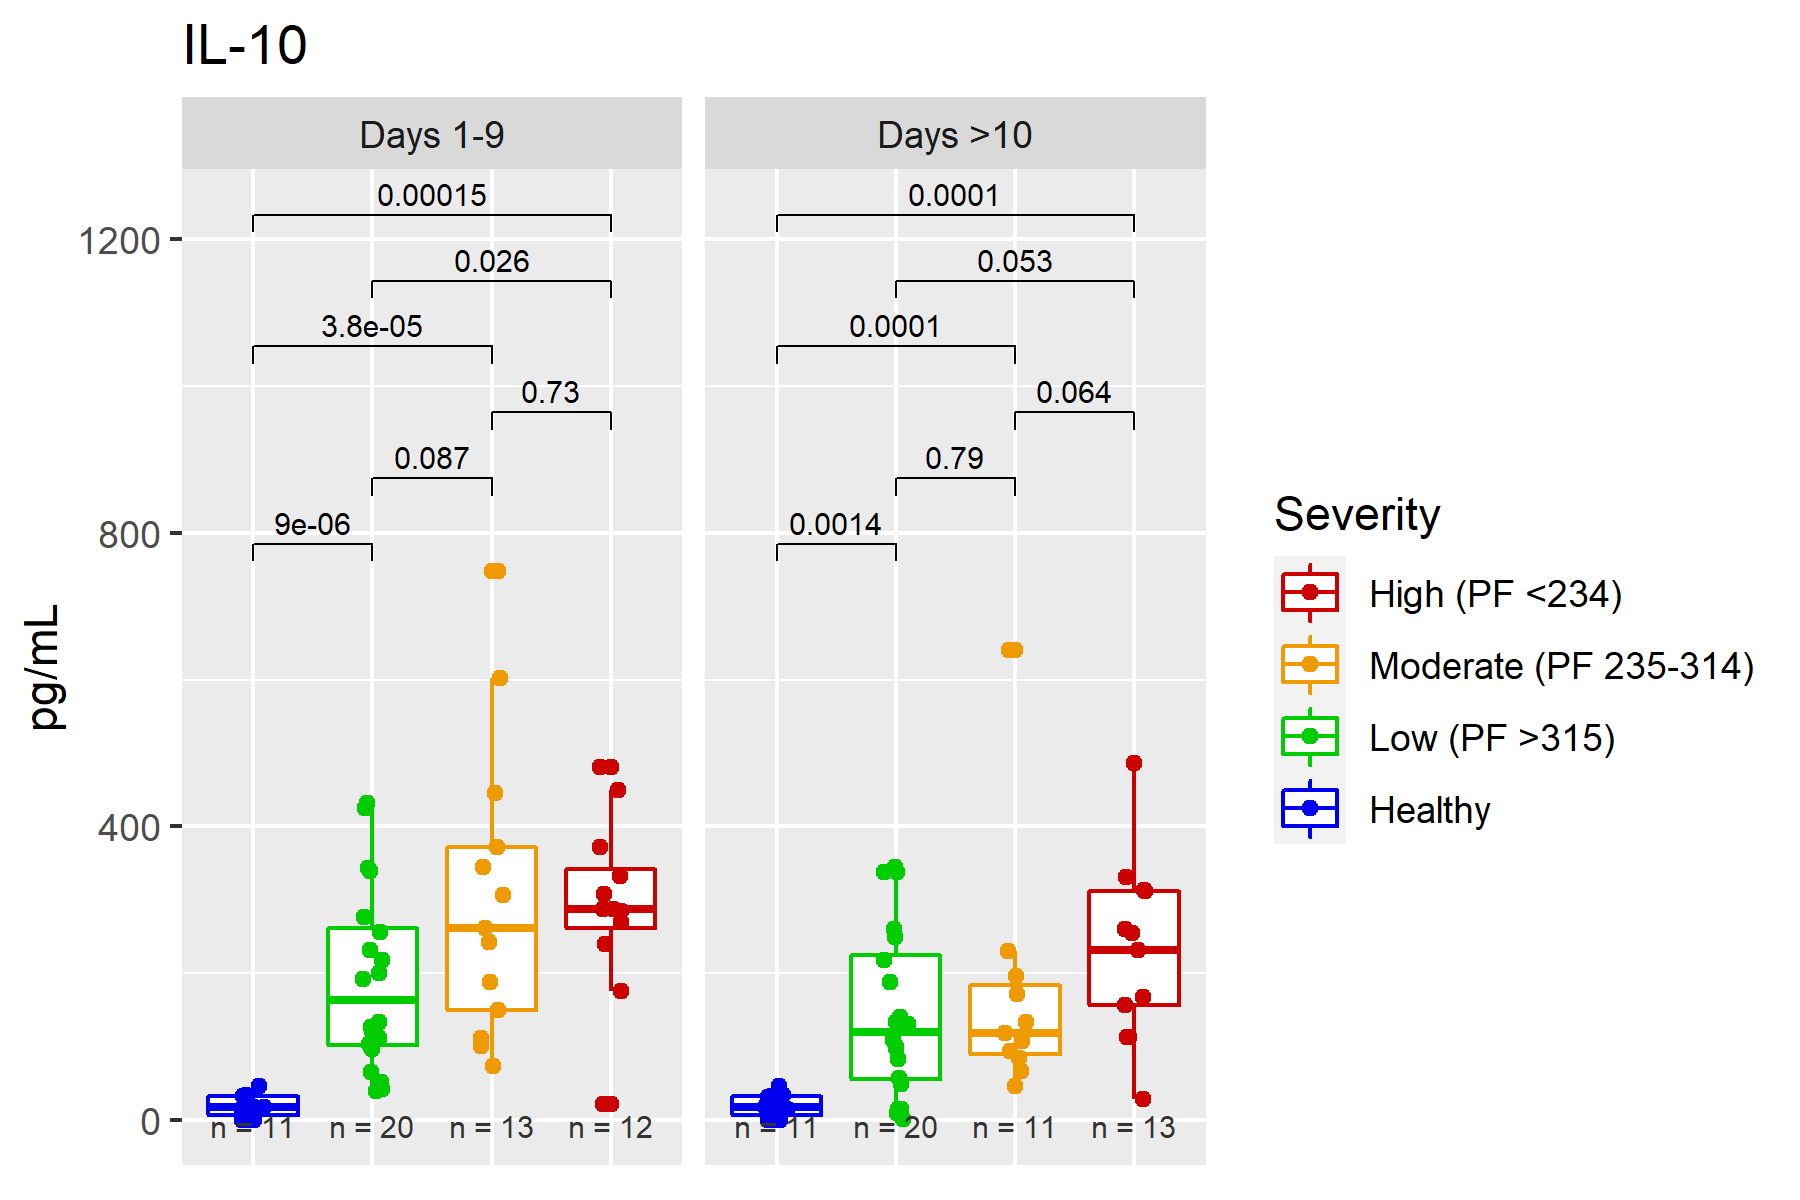 IL-10
Days 1-9
Days >10
0.00015
0.0001
1200
0.026
0.053
3.8e-05
0.0001
0.73
0.064
0.087
0.79
800
9e-06
0.0014
Severity
High (PF <234)
Moderate (PF 235-314)
Low (PF >315)
Healthy
pg/mL
400
0
n = 11
n = 20
n = 13
n = 12
n = 11
n = 20
n = 11
n = 13